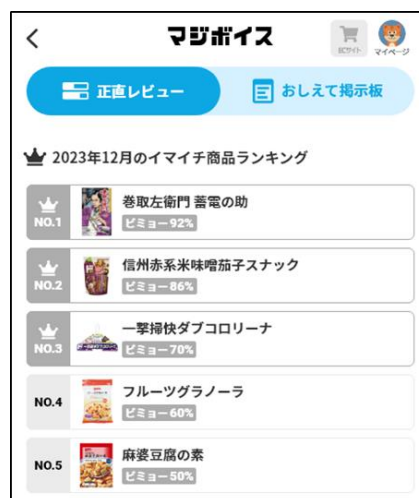 マジボイス
ECサイト
マイページ
正直レビュー
おしえて掲示板
2023年12月のイマイチ商品ランキング
NO.1
巻取左衛門 蓄電の助
ビミョー92%
NO.2
信州赤系米味噌茄子スナック
ビミョー86%
NO.3
一撃掃快ダブコロリーナ
ビミョー70%
NO.4
フルーツグラノーラ
ビミョー60%
NO.5
麻婆豆腐の素
ビミョー50%